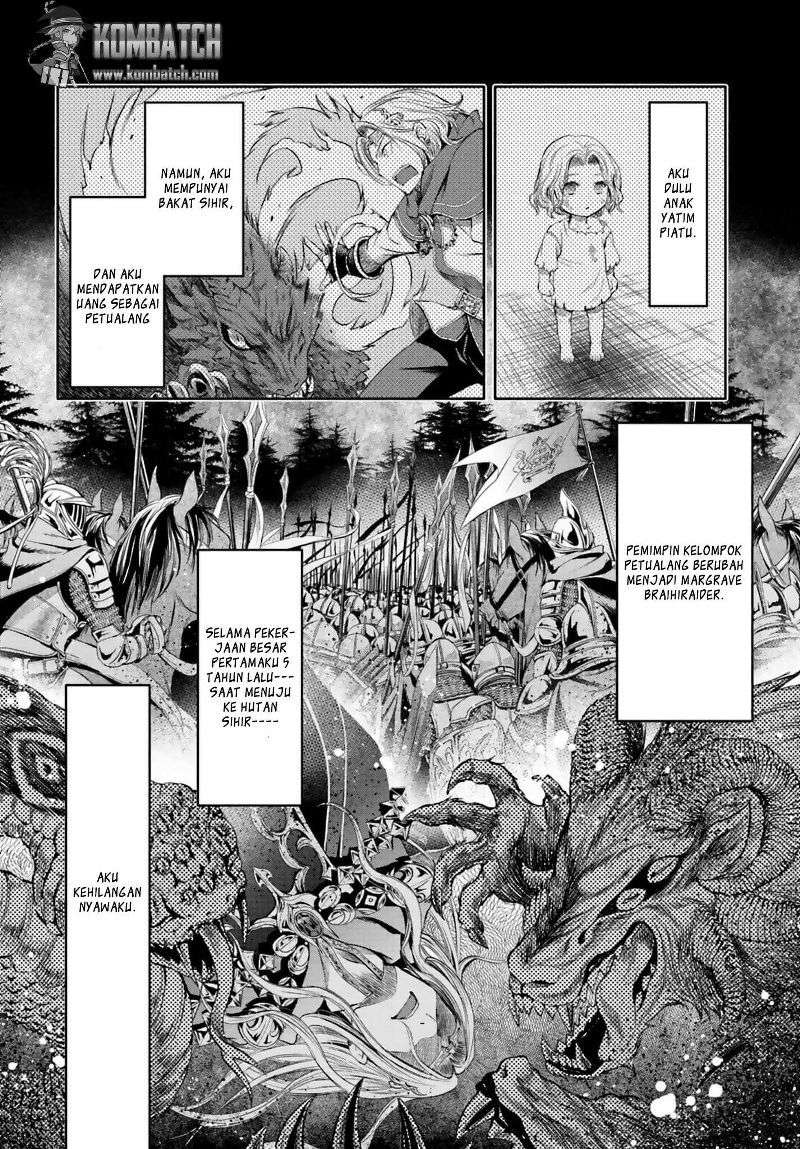 KOMBATCH
www.kombatch.com
AKU
DULU
ANAK
YATIM
PIATU.
NAMUN, AKU
MEMPUNYAI
BAKAT SIHIR,
DAN AKU
MENDAPATKAN
UANG SEBAGAI
PETUALANG
PEMIMPIN KELOMPOK
PETUALANG BERUBAH
MENJADI MARGRAVE
BRAIHIRAIDER.
SELAMA PEKER-
JAAN BESAR
PERTAMAKU 5
TAHUN LALU---
SAAT MENUJU
KE HUTAN
SIHIR----
AKU
KEHILANGAN
NYAWAKU.